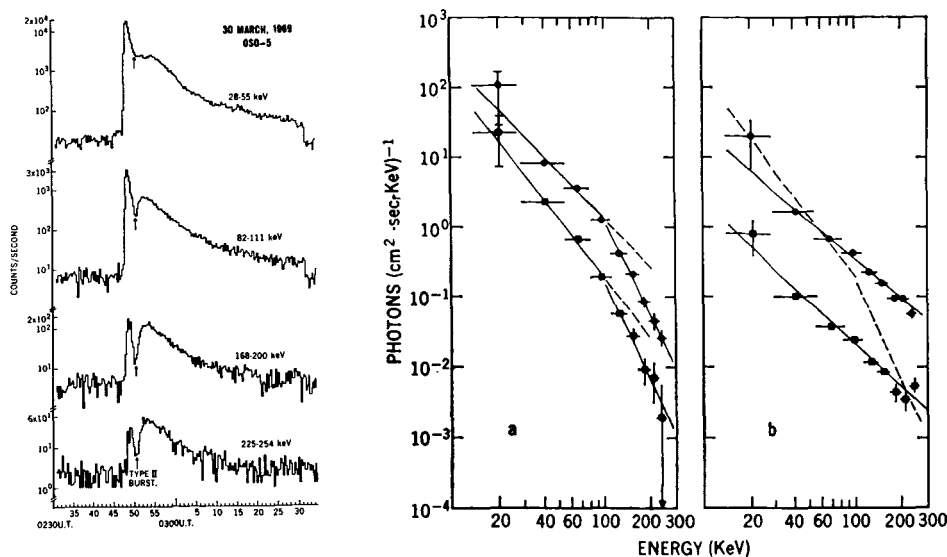 30 MARCH, 1969
OSO-5
2x10⁴
10³
10²
28-55 keV
3x10³
10³
10²
10¹
82-111 keV
COUNTS/SECOND
2x10²
10²
10¹
168-200 keV
6x10¹
10¹
10⁰
225-254 keV
TYPE II
BURST.
35 40 45 50 55 5 10 15 20 25 30
0230U.T. 0300U.T.
PHOTONS (cm² -sec, KeV)⁻¹
10³
10²
10¹
10⁰
10⁻¹
10⁻²
10⁻³
10⁻⁴
a
b
20 40 60 100 200 300
20 40 60 100 200 300
ENERGY (KeV)